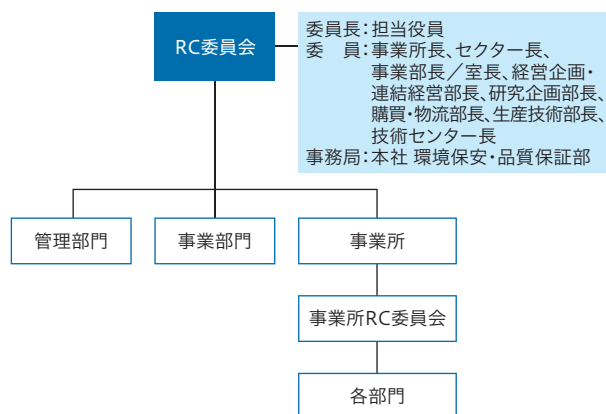 RC委員会
委員長：担当役員
委　員：事業所長、セクター長、
事業部長／室長、経営企画・
連結経営部長、研究企画部長、
購買・物流部長、生産技術部長、
技術センター長
事務局：本社 環境保安・品質保証部
管理部門
事業部門
事業所
事業所RC委員会
各部門